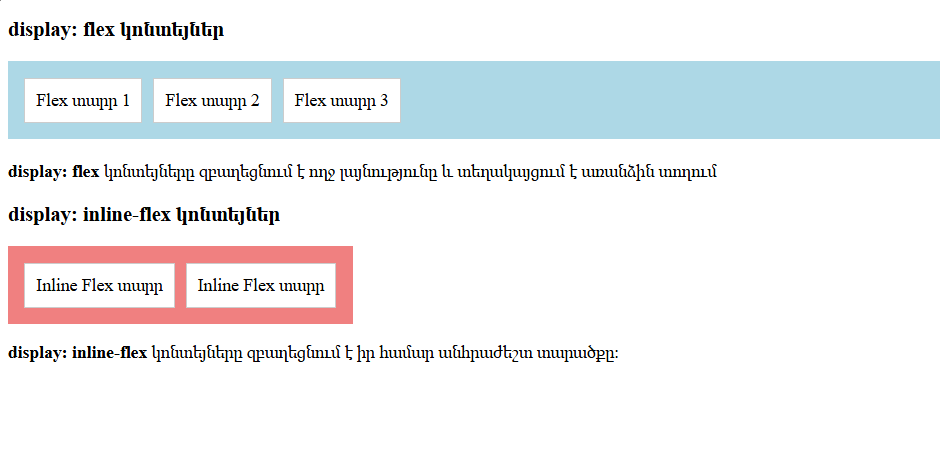 display: flex կոնտեյներ
Flex տարր 1 Flex տարր 2 Flex տարր 3
display: flex կոնտեյները զբաղեցնում է ողջ լայնությունը և տեղակայցում է առանձին տողում
display: inline-flex կոնտեյներ
Inline Flex տարր Inline Flex տարր
display: inline-flex կոնտեյները զբաղեցնում է իր համար անհրաժեշտ տարածքը: